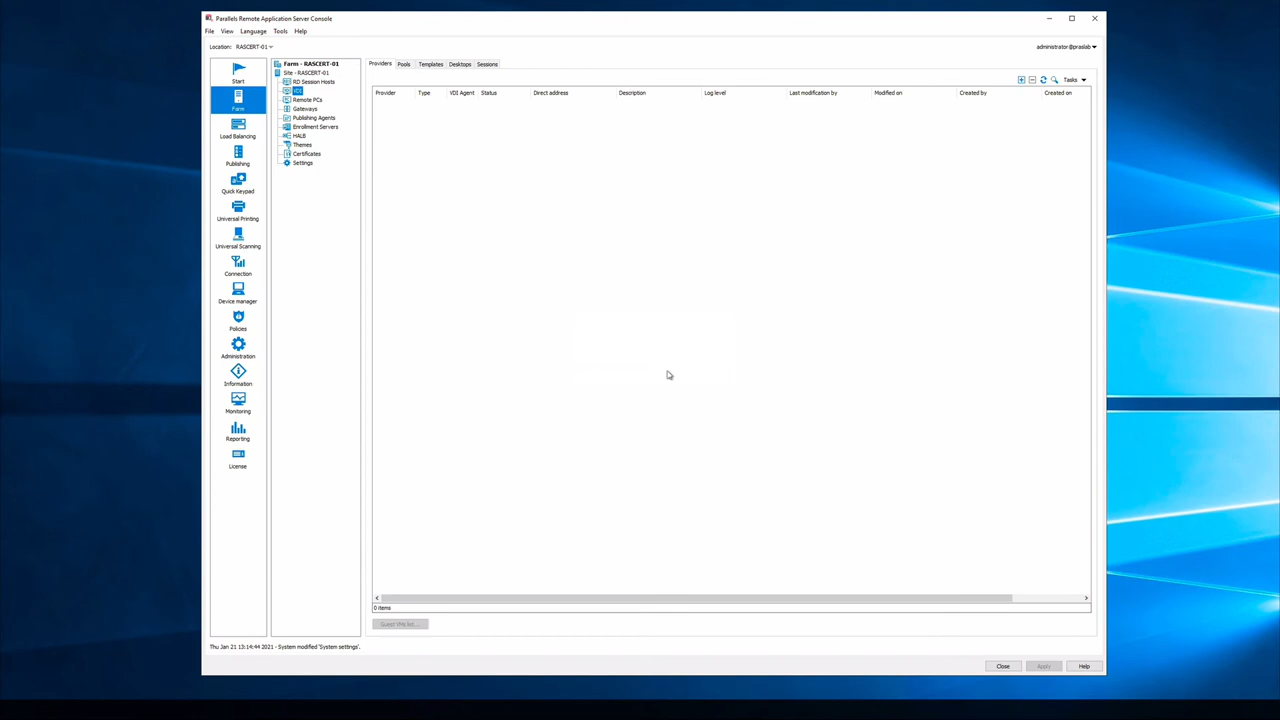 Parallels Remote Application Server Console
File View Language Tools Help
Location: RASCERT-01
administrator@praslab
Start
Farm
Load Balancing
Publishing
Quick Keypad
Universal Printing
Universal Scanning
Connection
Device manager
Policies
Administration
Information
Monitoring
Reporting
License
Farm - RASCERT-01
Site - RASCERT-01
RD Session Hosts
VDI
Remote PCs
Gateways
Publishing Agents
Enrollment Servers
HALB
Themes
Certificates
Settings
Providers Pools Templates Desktops Sessions
Tasks
Provider Type VDI Agent Status Direct address Description Log level Last modification by Modified on Created by Created on
0 items
Guest VMs list...
Thu Jan 21 13:14:44 2021 - System modified 'System settings'.
Close Apply Help